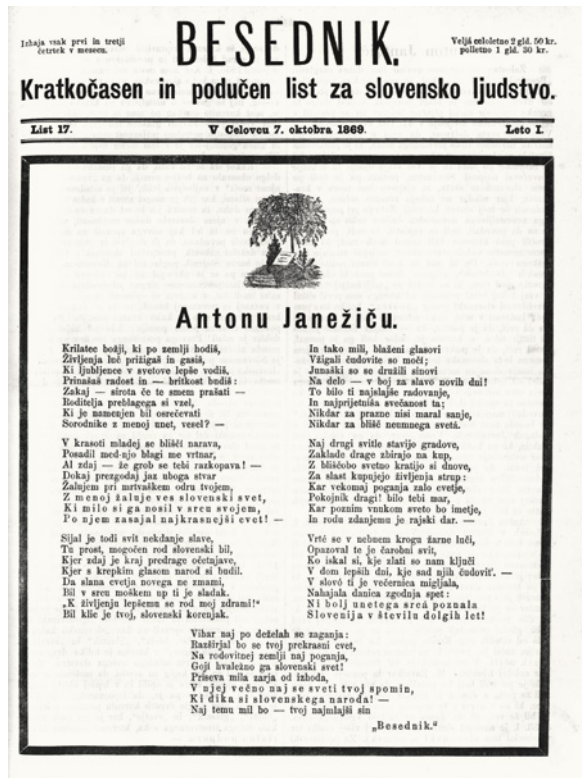 Izhaja vsak prvi in tretji
četrtek v mesecu.
BESEDNIK.
Veljá celoletno 2 gld. 50 kr.
polletno 1 gld. 30 kr.
Kratkočasen in podučen list za slovensko ljudstvo.
List 17.
V Celovcu 7. oktobra 1869.
Leto I.
Antonu Janežiču.
Krilatec božji, ki po zemlji hodiš,
Življenja luč prižigaš in gasiš,
Ki ljubljence v svetove lepše vodiš,
Prinašaš radost in — britkost budiš:
Zakaj — sirota če te smem prašati —
Roditelja preblagega si vzel,
Ki je namenjen bil osrečevati
Sorodnike z menoj unet, vesel? —
V krasoti mladej se blišči narava,
Posadil med-njo blagi me vrtnar,
Al zdaj — že grob se tebi razkopava! —
Dokaj prezgodaj jaz uboga stvar
Žalujem pri mrtvaškem odru tvojem,
Z menoj žaluje ves slovenski svet,
Ki milo si ga nosil v srcu svojem,
Po njem zasajal najkrasnejši cvet! —
Sijal je todi svit nekdanje slave,
Tu prost, mogočen rod slovenski bil,
Kjer zdaj je kraj predrage očetnjave,
Kjer s krepkim glasom narod si budil.
Da slana cvetja novega ne zmami,
Bil v srcu moškem up ti je sladak.
„K življenju lepšemu se rod moj zdrami!“
Bil klic je tvoj, slovenski korenjak.
In tako mili, blaženi glasovi
Vžigali čudovite so moči;
Junaški so se družili sinovi
Na delo — v boj za slavo novih dni!
To bilo ti najslajše radovanje,
In najprijetniša svečanost ta;
Nikdar za prazne nisi maral sanje,
Nikdar za blišč neumnega svetá.
Naj drugi svitle stavijo gradove,
Zaklade drage zbirajo na kup,
Z bliščobo svetno kratijo si dnove,
Za slast kupujejo življenja strup:
Kar vekomaj poganja zalo cvetje,
Pokojnik dragi! bilo tebi mar,
Kar poznim vnukom sveto bo imetje,
In rodu zdanjemu je rajski dar. —
Vrté se v nebnem krogu žarne luči,
Opazoval te je čarobni svit,
Ko iskal si, kje zlati so nam ključi
V dom lepših dni, kje sad njih čudovit. —
V slovó ti je večernica migljala,
Nahajala danica zgodnja spet:
Ni bolj unetega srcá poznala
Slovenija v številu dolgih let!
Vihar naj po deželah se zaganja:
Razširjal bo se tvoj prekrasni cvet,
Na rodovitnej zemlji naj poganja,
Goji hvaležno ga slovenski svet!
Priseva mila zarja od izhoda,
V njej večno naj se sveti tvoj spomin,
Ki dika si slovenskega naroda! —
Naj temu mil bo — tvoj najmlajši sin
„Besednik.“